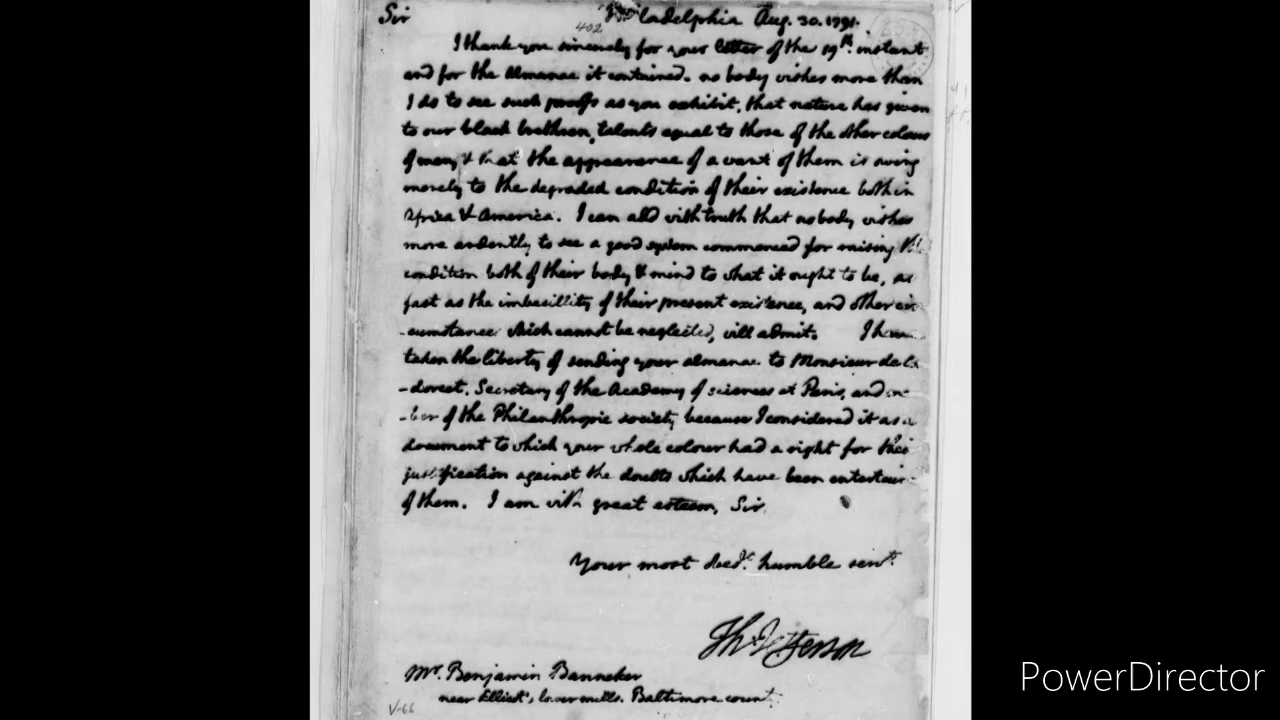 Sir
Philadelphia Aug. 30. 1791.
402
I thank you sincerely for your letter of the 19th. instant
and for the Almanac it contained. no body wishes more than
I do to see such proofs as you exhibit, that nature has given
to our black brethren, talents equal to those of the other colours
of men, & that the appearance of a want of them is owing
merely to the degraded condition of their existence both in
Africa & America. I can add with truth that no body wishes
more ardently to see a good system commenced for raising the
condition both of their body & mind to what it ought to be, as
fast as the imbecillity of their present existence, and other cir
-cumstance which cannot be neglected, will admit. I have
taken the liberty of sending your almanac to Monsieur de
-dorcet, Secretary of the Academy of sciences at Paris, and
-ber of the Philanthropic society because I considered it as a
document to which your whole colour had a right for their
justification against the doubts which have been entertain
of them. I am with great esteem, Sir,
Your most obedt. humble servt.
Th: Jefferson
Mr. Benjamin Banneker
near Ellicot's, lower mills. Baltimore count
PowerDirector